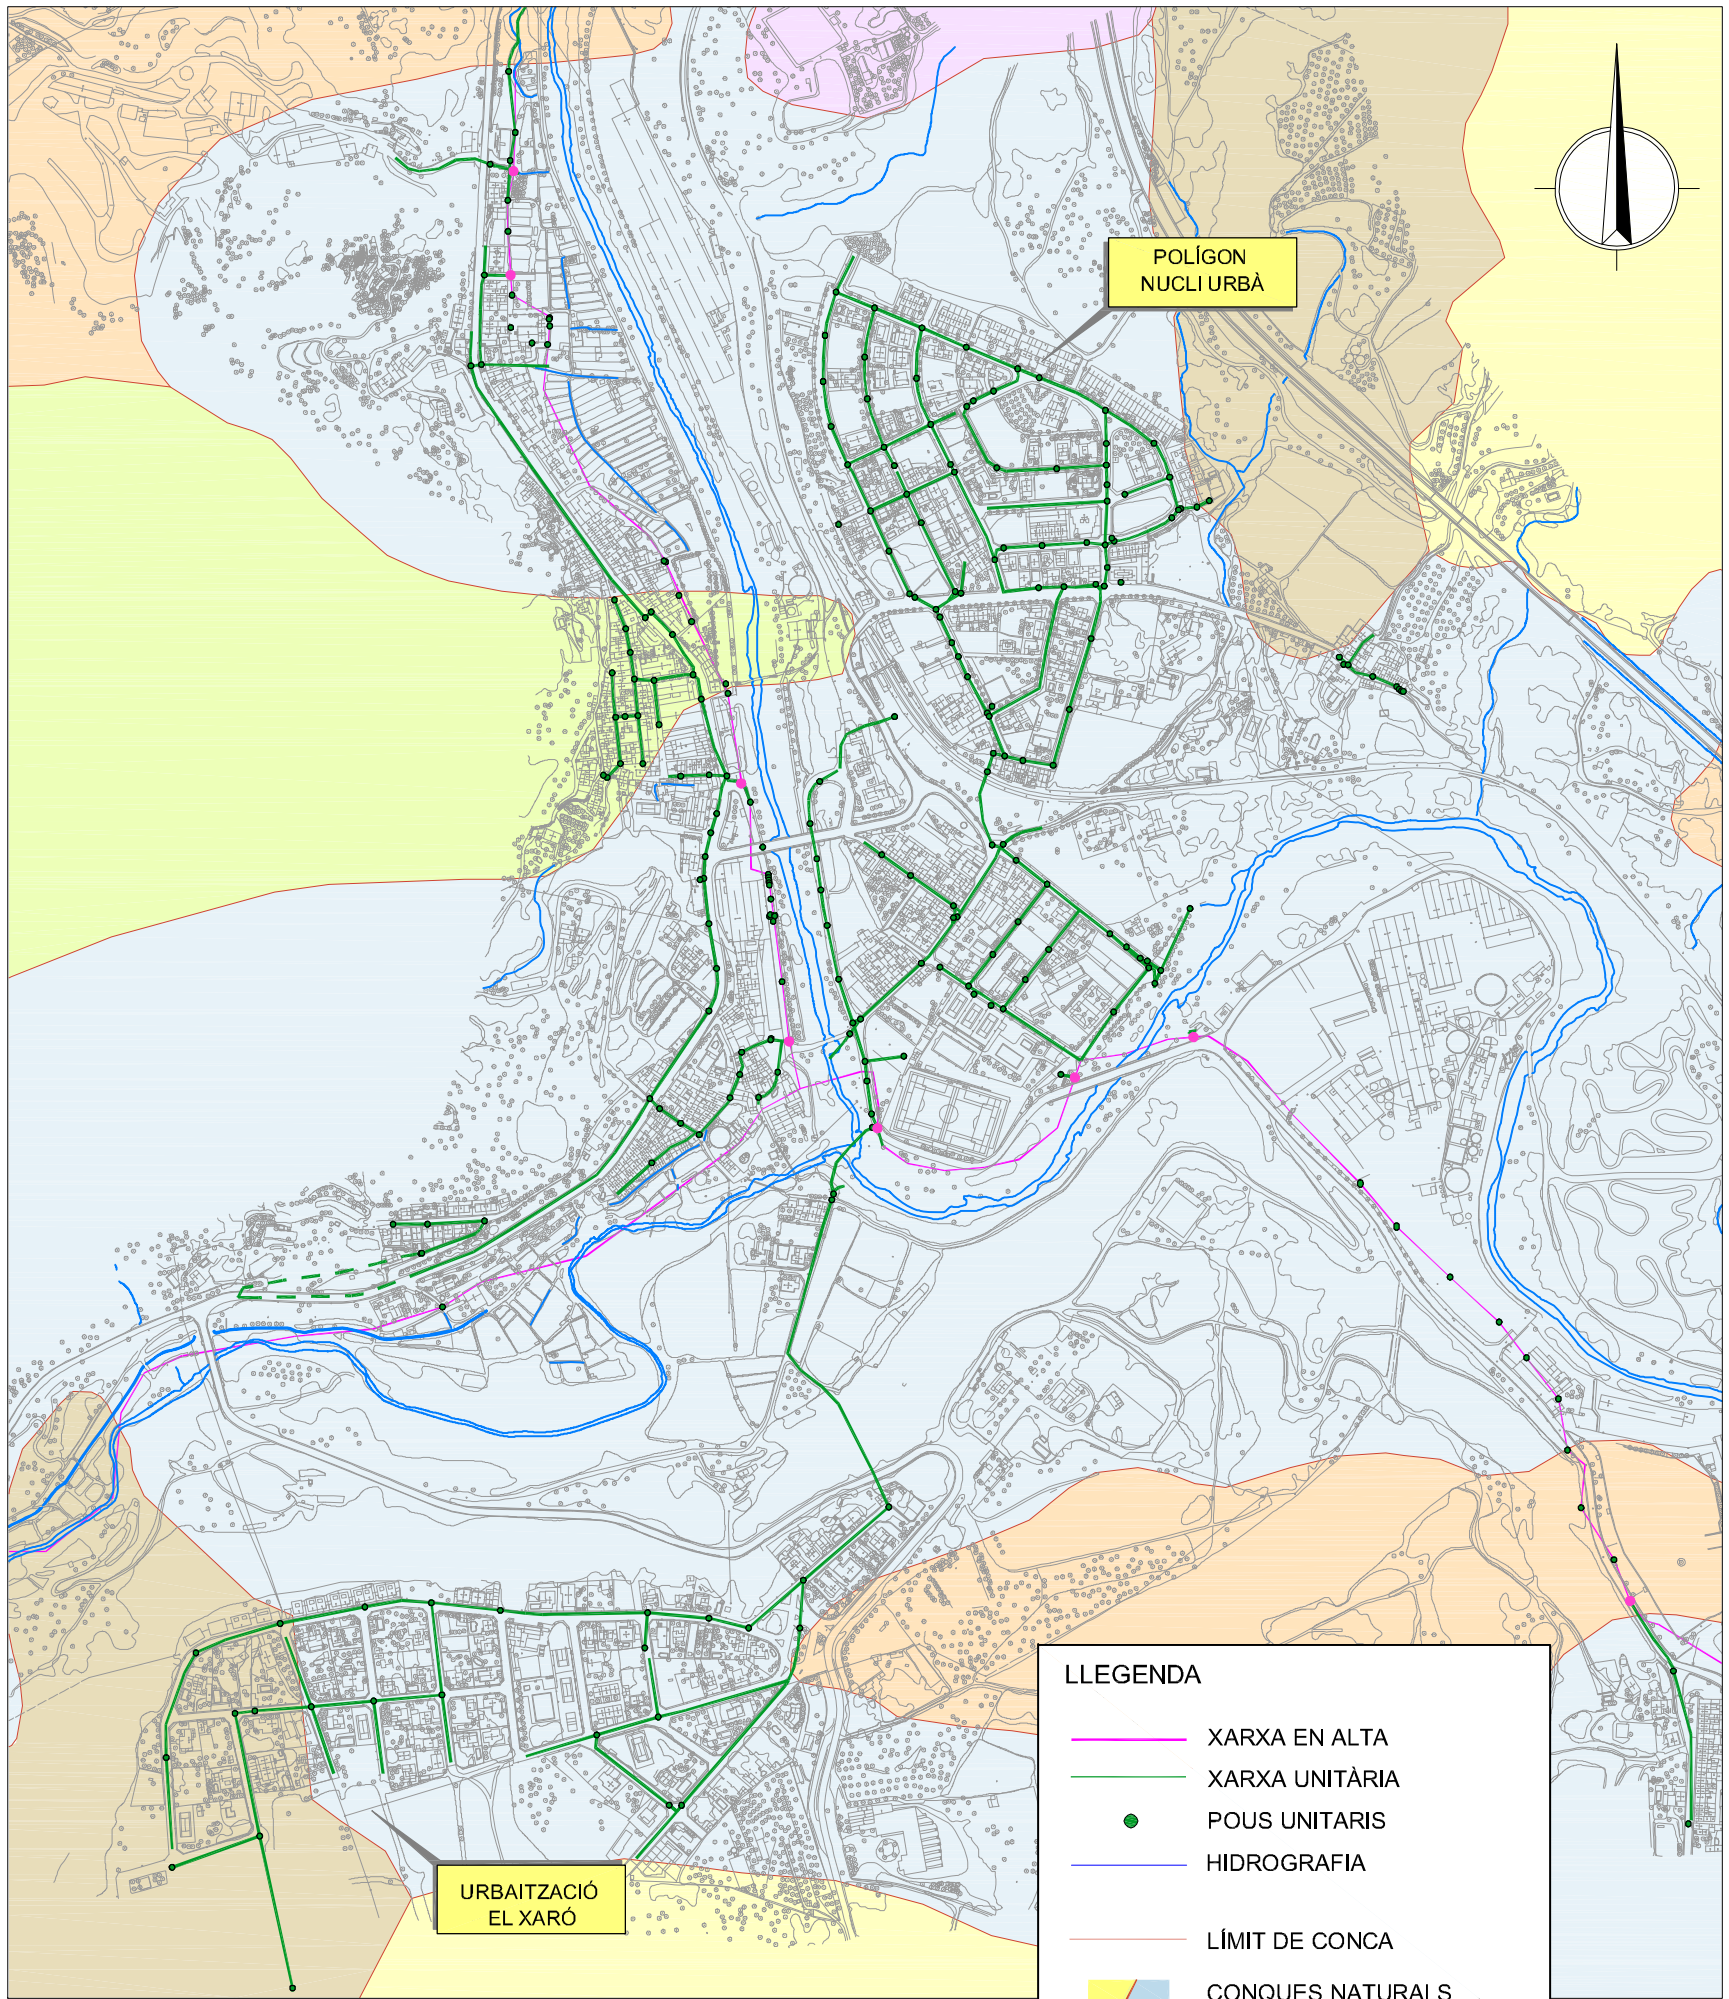 POLÍGON
NUCLI URBÀ
LLEGENDA
XARXA EN ALTA
XARXA UNITÀRIA
POUS UNITARIS
HIDROGRAFIA
LÍMIT DE CONCA
CONQUES NATURALS
URBAITZACIÓ
EL XARÓ